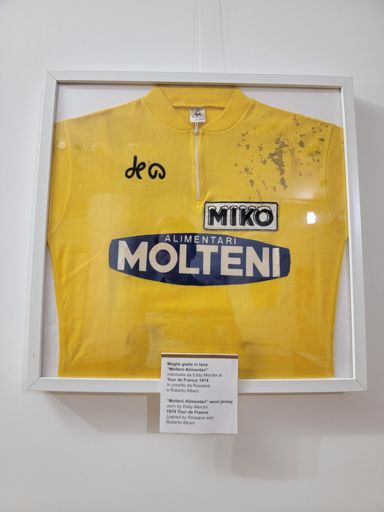 MIKO
ALIMENTARI
MOLTENI
Maglia gialla in lana
"Molteni Alimentari"
indossata da Eddy Merckx al
Tour de France 1974
In prestito da Rossana
e Roberto Albani
"Molteni Alimentari" wool jersey
worn by Eddy Merckx
1974 Tour de France
Loaned by Rossana and
Roberto Albani